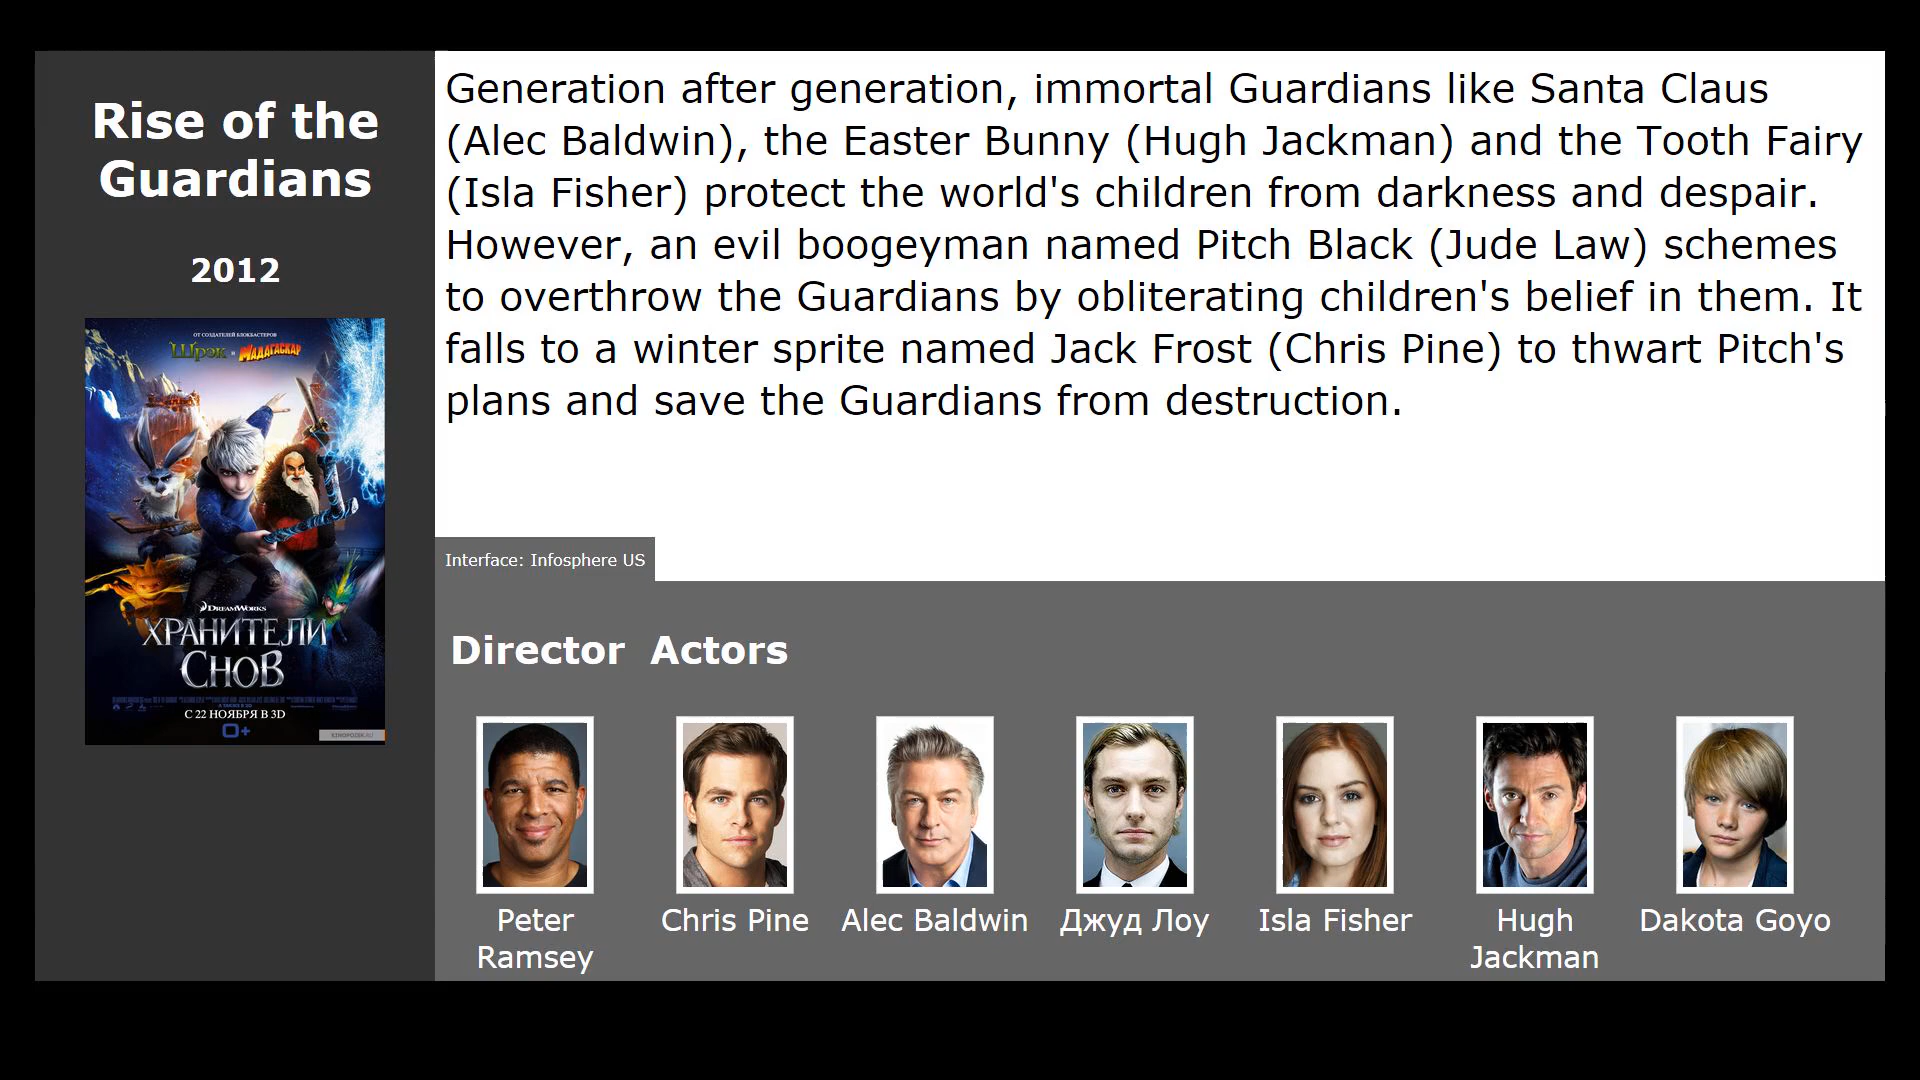 Rise of the
Guardians
2012
ОТ СОЗДАТЕЛЕЙ БЛОКБАСТЕРОВ
Шрэк и МАДАГАСКАР
DREAMWORKS
ХРАНИТЕЛИ
СНОВ
С 22 НОЯБРЯ В 3D
0+
KINOPOISK.RU
Generation after generation, immortal Guardians like Santa Claus
(Alec Baldwin), the Easter Bunny (Hugh Jackman) and the Tooth Fairy
(Isla Fisher) protect the world's children from darkness and despair.
However, an evil boogeyman named Pitch Black (Jude Law) schemes
to overthrow the Guardians by obliterating children's belief in them. It
falls to a winter sprite named Jack Frost (Chris Pine) to thwart Pitch's
plans and save the Guardians from destruction.
Interface: Infosphere US
Director Actors
Peter
Ramsey
Chris Pine
Alec Baldwin
Джуд Лоу
Isla Fisher
Hugh
Jackman
Dakota Goyo